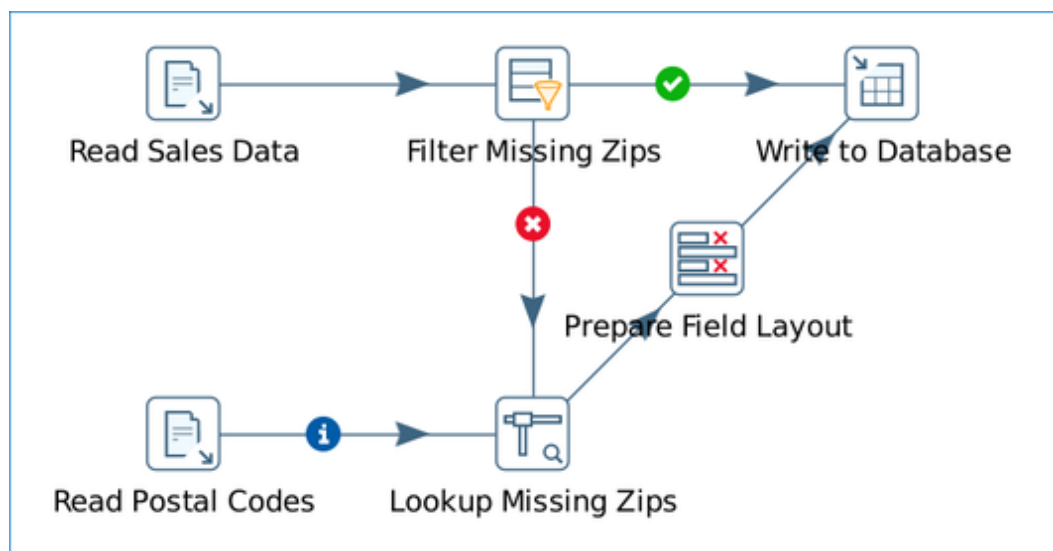 Read Sales Data
Filter Missing Zips
Write to Database
Prepare Field Layout
Read Postal Codes
Lookup Missing Zips